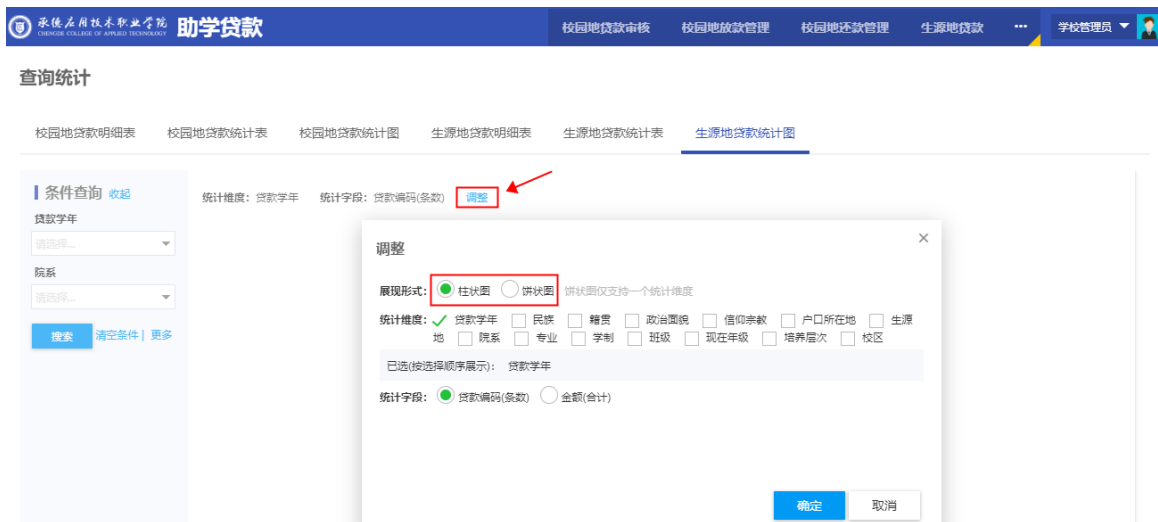 承德应用技术职业学院 助学贷款 校园地贷款审核 校园地放款管理 校园地还款管理 生源地贷款 ··· 学校管理员
CHENGDE COLLEGE OF APPLIED TECHNOLOGY
查询统计
校园地贷款明细表 校园地贷款统计表 校园地贷款统计图 生源地贷款明细表 生源地贷款统计表 生源地贷款统计图
条件查询 收起
统计维度：贷款学年 统计字段：贷款编码(条数) 调整
贷款学年
请选择...
院系
请选择...
搜索 清空条件 | 更多
调整 ×
展现形式： 柱状图 饼状图 饼状图仅支持一个统计维度
统计维度： 贷款学年 民族 籍贯 政治面貌 信仰宗教 户口所在地 生源
地 院系 专业 学制 班级 现在年级 培养层次 校区
已选(按选择顺序展示)： 贷款学年
统计字段： 贷款编码(条数) 金额(合计)
确定 取消